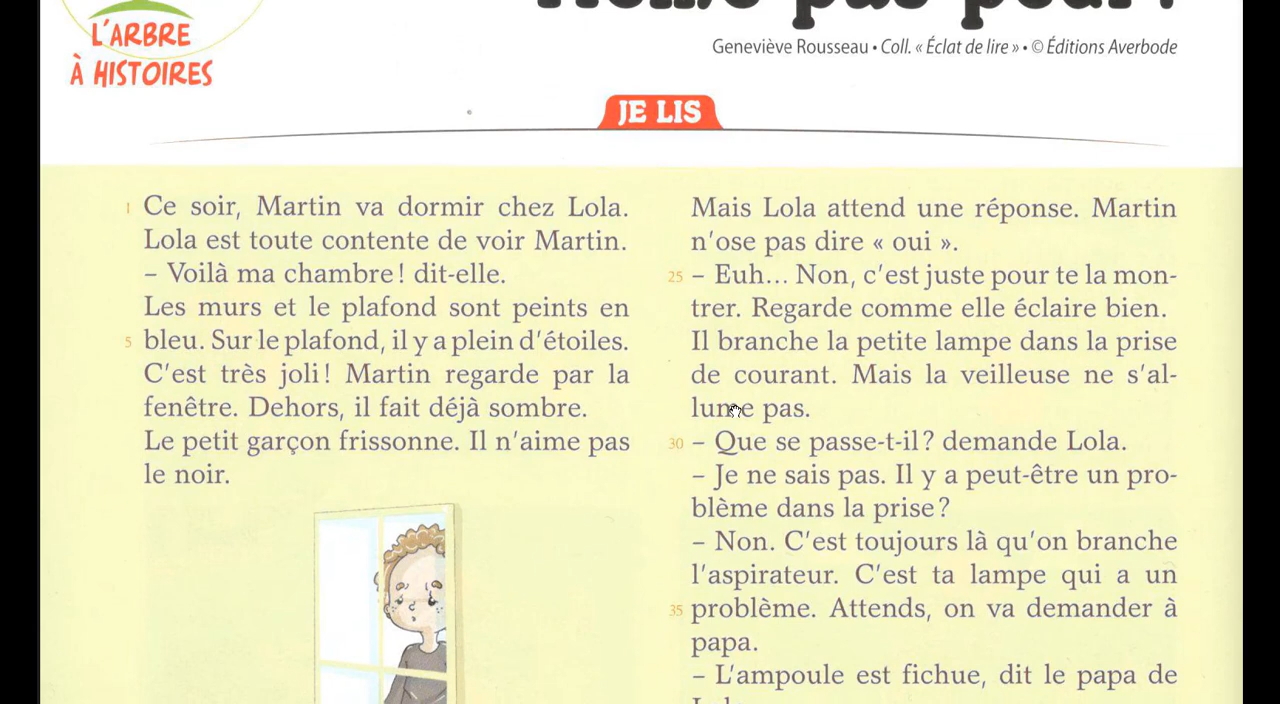 L'ARBRE
À HISTOIRES
Geneviève Rousseau • Coll. « Éclat de lire » • © Éditions Averbode
JE LIS
1 Ce soir, Martin va dormir chez Lola.
Lola est toute contente de voir Martin.
– Voilà ma chambre ! dit-elle.
Les murs et le plafond sont peints en
5 bleu. Sur le plafond, il y a plein d'étoiles.
C'est très joli ! Martin regarde par la
fenêtre. Dehors, il fait déjà sombre.
Le petit garçon frissonne. Il n'aime pas
le noir.
Mais Lola attend une réponse. Martin
n'ose pas dire « oui ».
25 – Euh... Non, c'est juste pour te la mon-
trer. Regarde comme elle éclaire bien.
Il branche la petite lampe dans la prise
de courant. Mais la veilleuse ne s'al-
lume pas.
30 – Que se passe-t-il ? demande Lola.
– Je ne sais pas. Il y a peut-être un pro-
blème dans la prise ?
– Non. C'est toujours là qu'on branche
l'aspirateur. C'est ta lampe qui a un
35 problème. Attends, on va demander à
papa.
– L'ampoule est fichue, dit le papa de